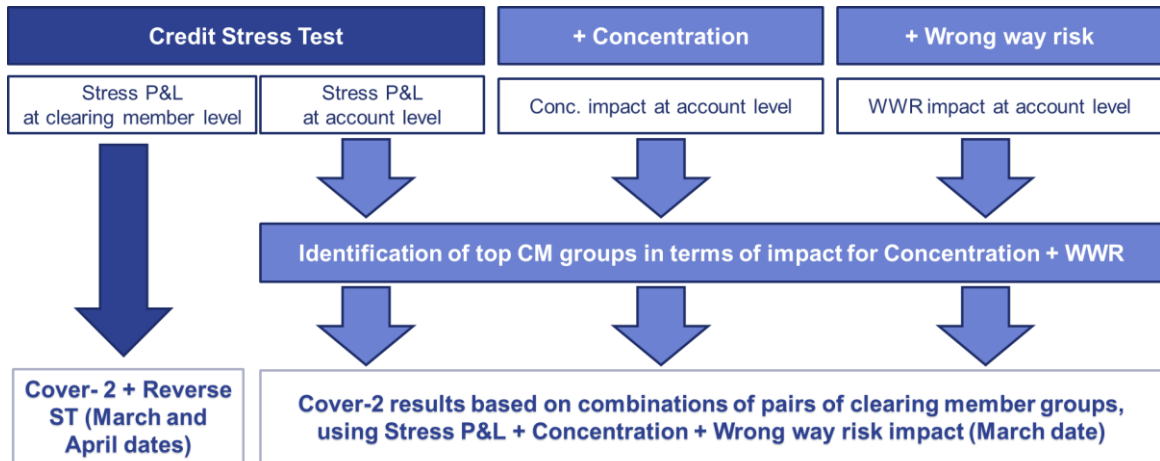 Credit Stress Test
+ Concentration
+ Wrong way risk
Stress P&L
at clearing member level
Stress P&L
at account level
Conc. impact at account level
WWR impact at account level
Identification of top CM groups in terms of impact for Concentration + WWR
Cover- 2 + Reverse
ST (March and
April dates)
Cover-2 results based on combinations of pairs of clearing member groups,
using Stress P&L + Concentration + Wrong way risk impact (March date)